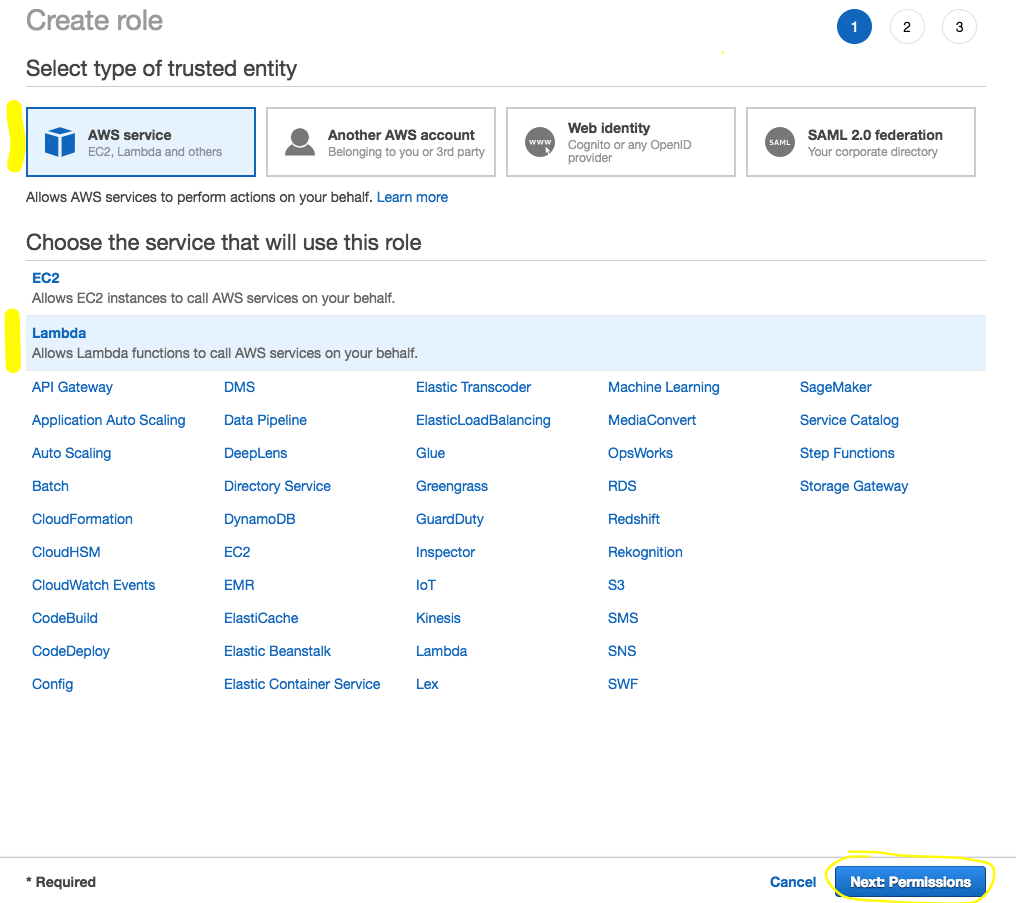 Create role
1 2 3
Select type of trusted entity
AWS service
EC2, Lambda and others
Another AWS account
Belonging to you or 3rd party
www
Web identity
Cognito or any OpenID
provider
SAML
SAML 2.0 federation
Your corporate directory
Allows AWS services to perform actions on your behalf. Learn more
Choose the service that will use this role
EC2
Allows EC2 instances to call AWS services on your behalf.
Lambda
Allows Lambda functions to call AWS services on your behalf.
API Gateway DMS Elastic Transcoder Machine Learning SageMaker
Application Auto Scaling Data Pipeline ElasticLoadBalancing MediaConvert Service Catalog
Auto Scaling DeepLens Glue OpsWorks Step Functions
Batch Directory Service Greengrass RDS Storage Gateway
CloudFormation DynamoDB GuardDuty Redshift
CloudHSM EC2 Inspector Rekognition
CloudWatch Events EMR IoT S3
CodeBuild ElastiCache Kinesis SMS
CodeDeploy Elastic Beanstalk Lambda SNS
Config Elastic Container Service Lex SWF
* Required Cancel Next: Permissions